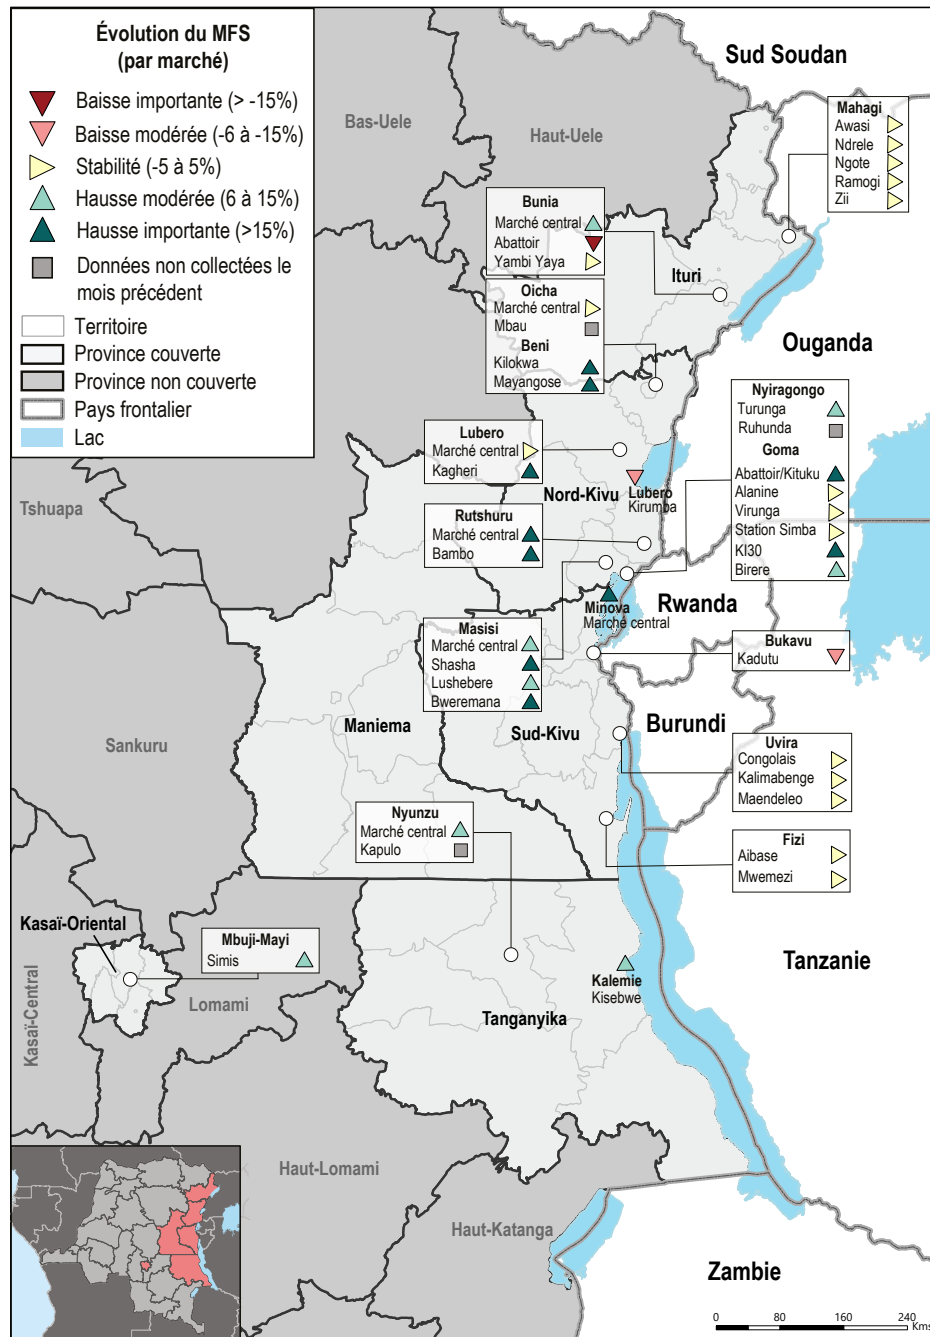 Évolution du MFS
(par marché)
Baisse importante (> -15%)
Baisse modérée (-6 à -15%)
Stabilité (-5 à 5%)
Hausse modérée (6 à 15%)
Hausse importante (>15%)
Données non collectées le
mois précédent
Territoire
Province couverte
Province non couverte
Pays frontalier
Lac
Sud Soudan
Bas-Uele
Haut-Uele
Mahagi
Awasi
Ndrele
Ngote
Ramogi
Zii
Bunia
Marché central
Abattoir
Yambi Yaya
Ituri
Oicha
Marché central
Mbau
Beni
Kilokwa
Mayangose
Ouganda
Nyiragongo
Turunga
Ruhunda
Goma
Abattoir/Kituku
Alanine
Virunga
Station Simba
KI30
Birere
Lubero
Marché central
Kagheri
Nord-Kivu
Lubero
Kirumba
Tshuapa
Rutshuru
Marché central
Bambo
Minova
Marché central
Rwanda
Masisi
Marché central
Shasha
Lushebere
Bweremana
Bukavu
Kadutu
Maniema
Sud-Kivu
Burundi
Sankuru
Uvira
Congolais
Kalimabenge
Maendeleo
Nyunzu
Marché central
Kapulo
Fizi
Aibase
Mwemezi
Kasaï-Oriental
Mbuji-Mayi
Simis
Kasaï-Central
Lomami
Kalemie
Kisebwe
Tanzanie
Tanganyika
Haut-Lomami
Haut-Katanga
Zambie
0 80 160 240
Kms